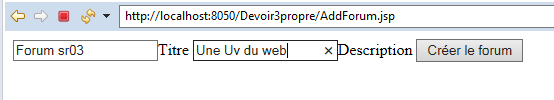 http://localhost:8050/Devoir3propre/AddForum.jsp
Forum sr03 Titre Une Uv du web Description Créer le forum